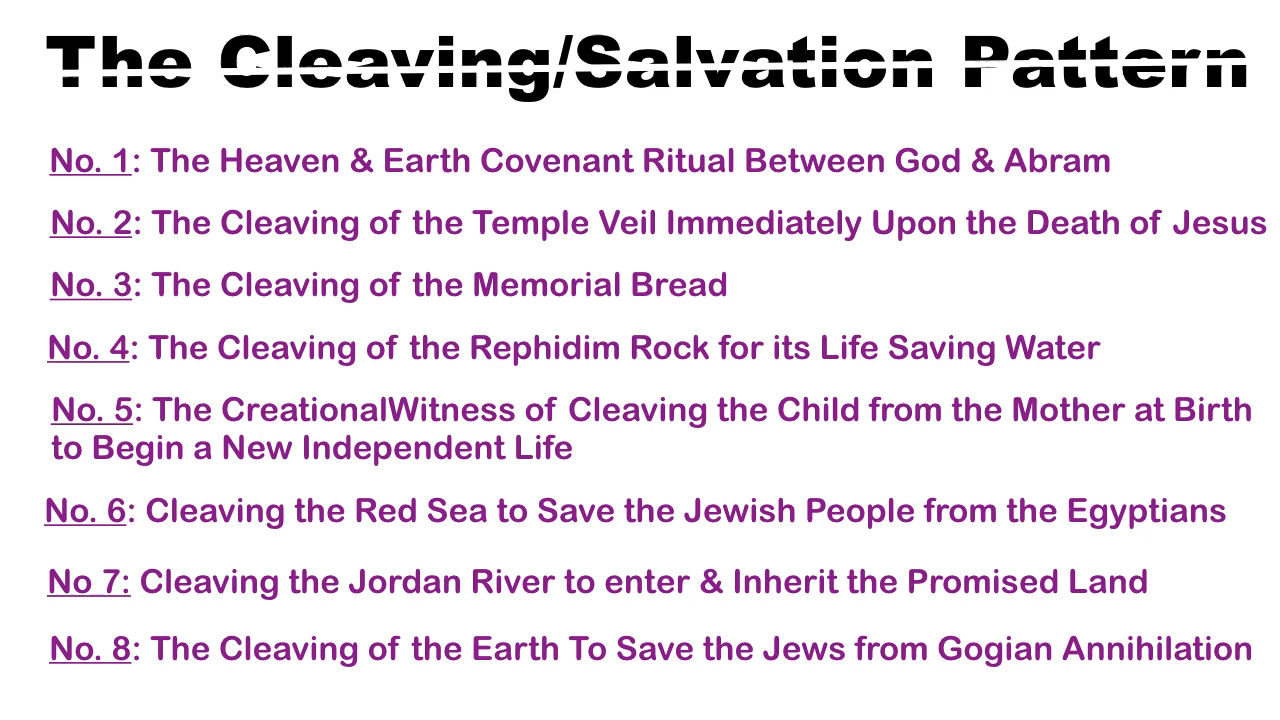 The Cleaving/Salvation Pattern
No. 1: The Heaven & Earth Covenant Ritual Between God & Abram
No. 2: The Cleaving of the Temple Veil Immediately Upon the Death of Jesus
No. 3: The Cleaving of the Memorial Bread
No. 4: The Cleaving of the Rephidim Rock for its Life Saving Water
No. 5: The CreationalWitness of Cleaving the Child from the Mother at Birth
to Begin a New Independent Life
No. 6: Cleaving the Red Sea to Save the Jewish People from the Egyptians
No 7: Cleaving the Jordan River to enter & Inherit the Promised Land
No. 8: The Cleaving of the Earth To Save the Jews from Gogian Annihilation